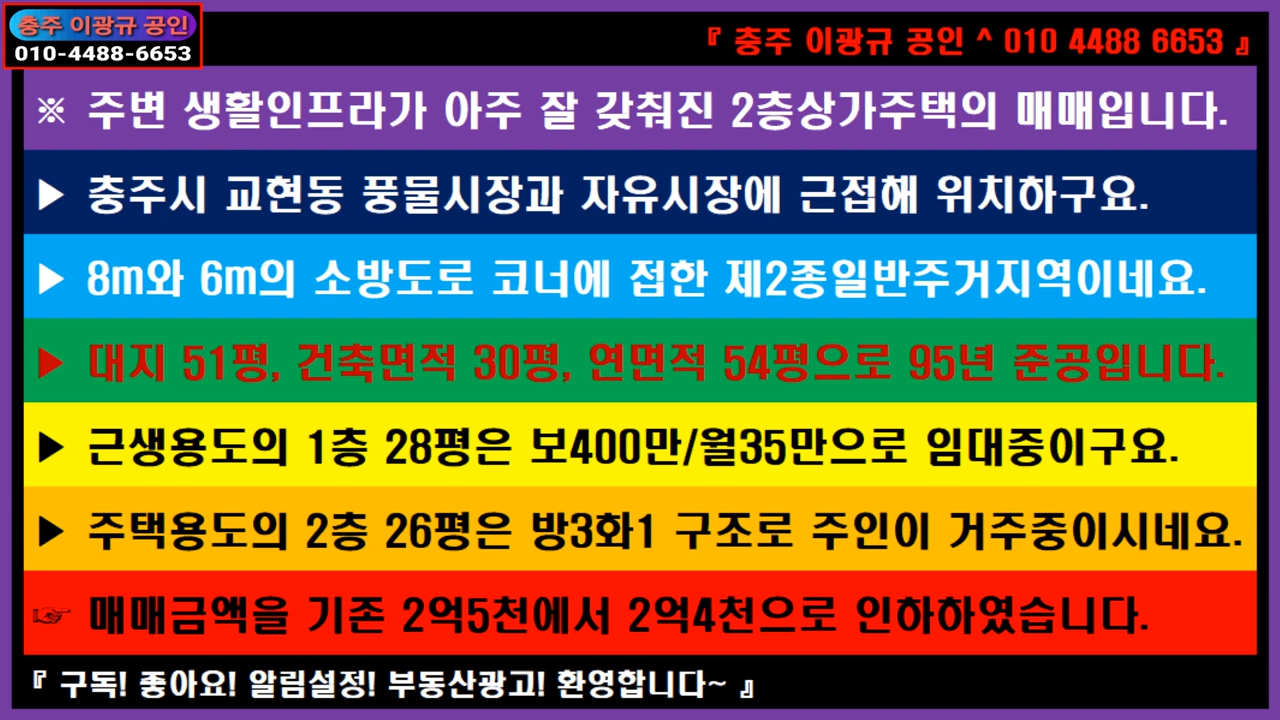 충주 이광규 공인
010-4488-6653
『 충주 이광규 공인 ^ 010 4488 6653 』
※ 주변 생활인프라가 아주 잘 갖춰진 2층상가주택의 매매입니다.
▶ 충주시 교현동 풍물시장과 자유시장에 근접해 위치하구요.
▶ 8m와 6m의 소방도로 코너에 접한 제2종일반주거지역이네요.
▶ 대지 51평, 건축면적 30평, 연면적 54평으로 95년 준공입니다.
▶ 근생용도의 1층 28평은 보400만/월35만으로 임대중이구요.
▶ 주택용도의 2층 26평은 방3화1 구조로 주인이 거주중이시네요.
☞ 매매금액을 기존 2억5천에서 2억4천으로 인하하였습니다.
『 구독! 좋아요! 알림설정! 부동산광고! 환영합니다~ 』